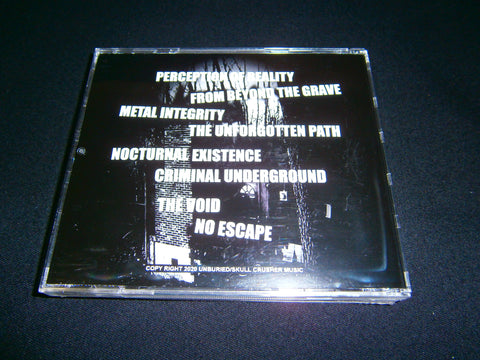 PERCEPTION OF REALITY
FROM BEYOND THE GRAVE
METAL INTEGRITY
THE UNFORGOTTEN PATH
NOCTURNAL EXISTENCE
CRIMINAL UNDERGROUND
THE VOID
NO ESCAPE
COPY RIGHT 2020 UNBURIED/SKULL CRUSHER MUSIC